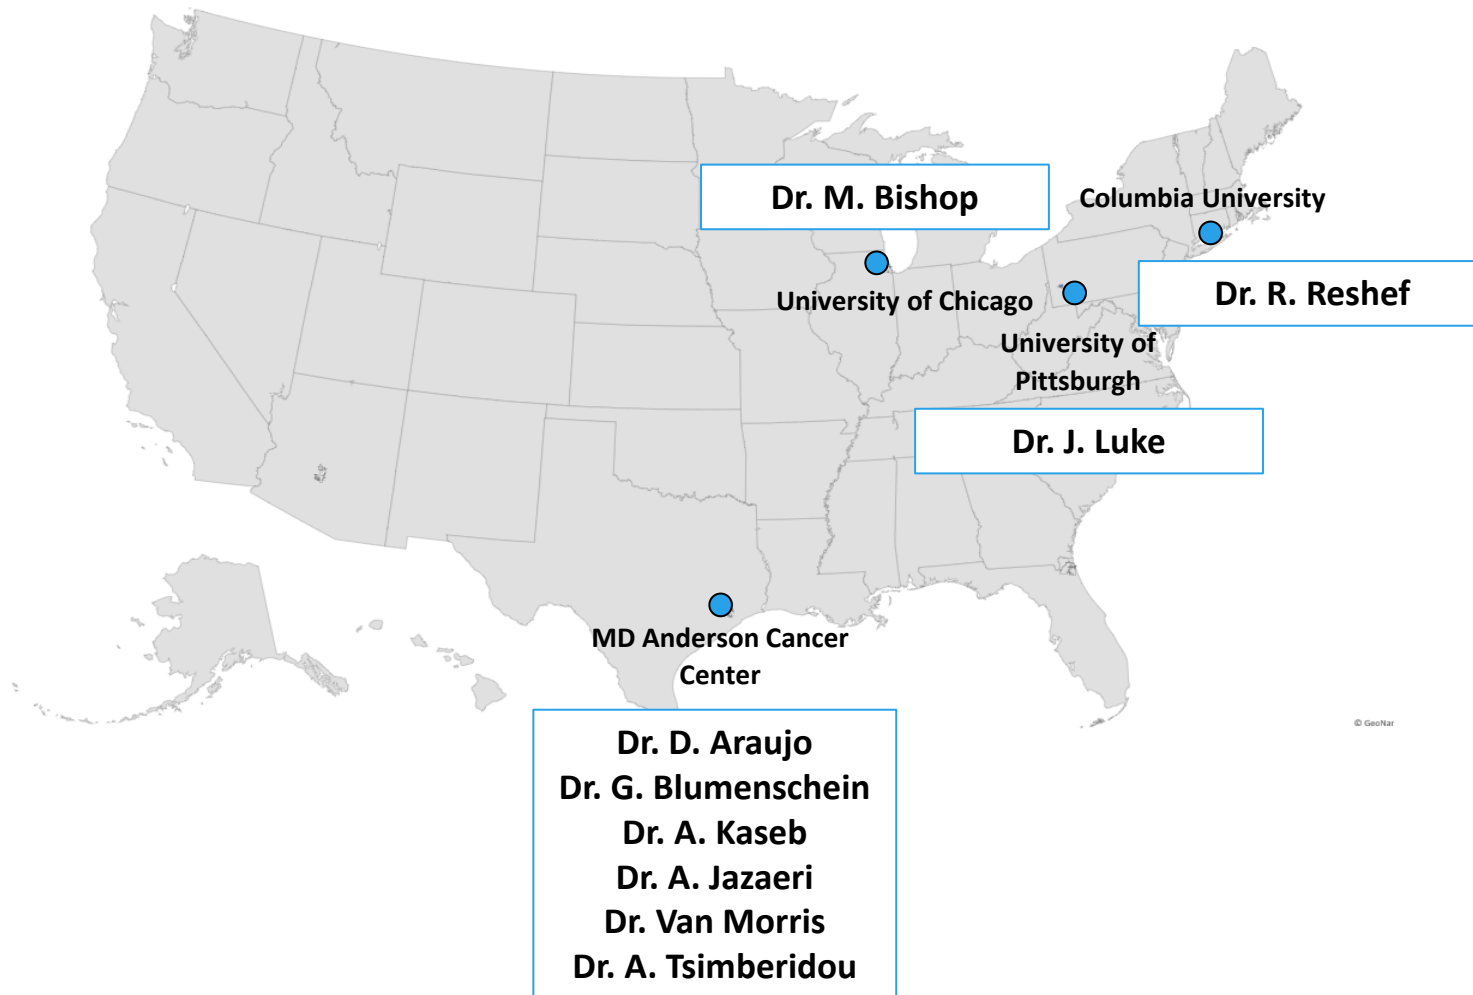 Dr. M. Bishop
Columbia University
University of Chicago
Dr. R. Reshef
University of
Pittsburgh
Dr. J. Luke
MD Anderson Cancer
Center
© GeoNar
Dr. D. Araujo
Dr. G. Blumenschein
Dr. A. Kaseb
Dr. A. Jazaeri
Dr. Van Morris
Dr. A. Tsimberidou